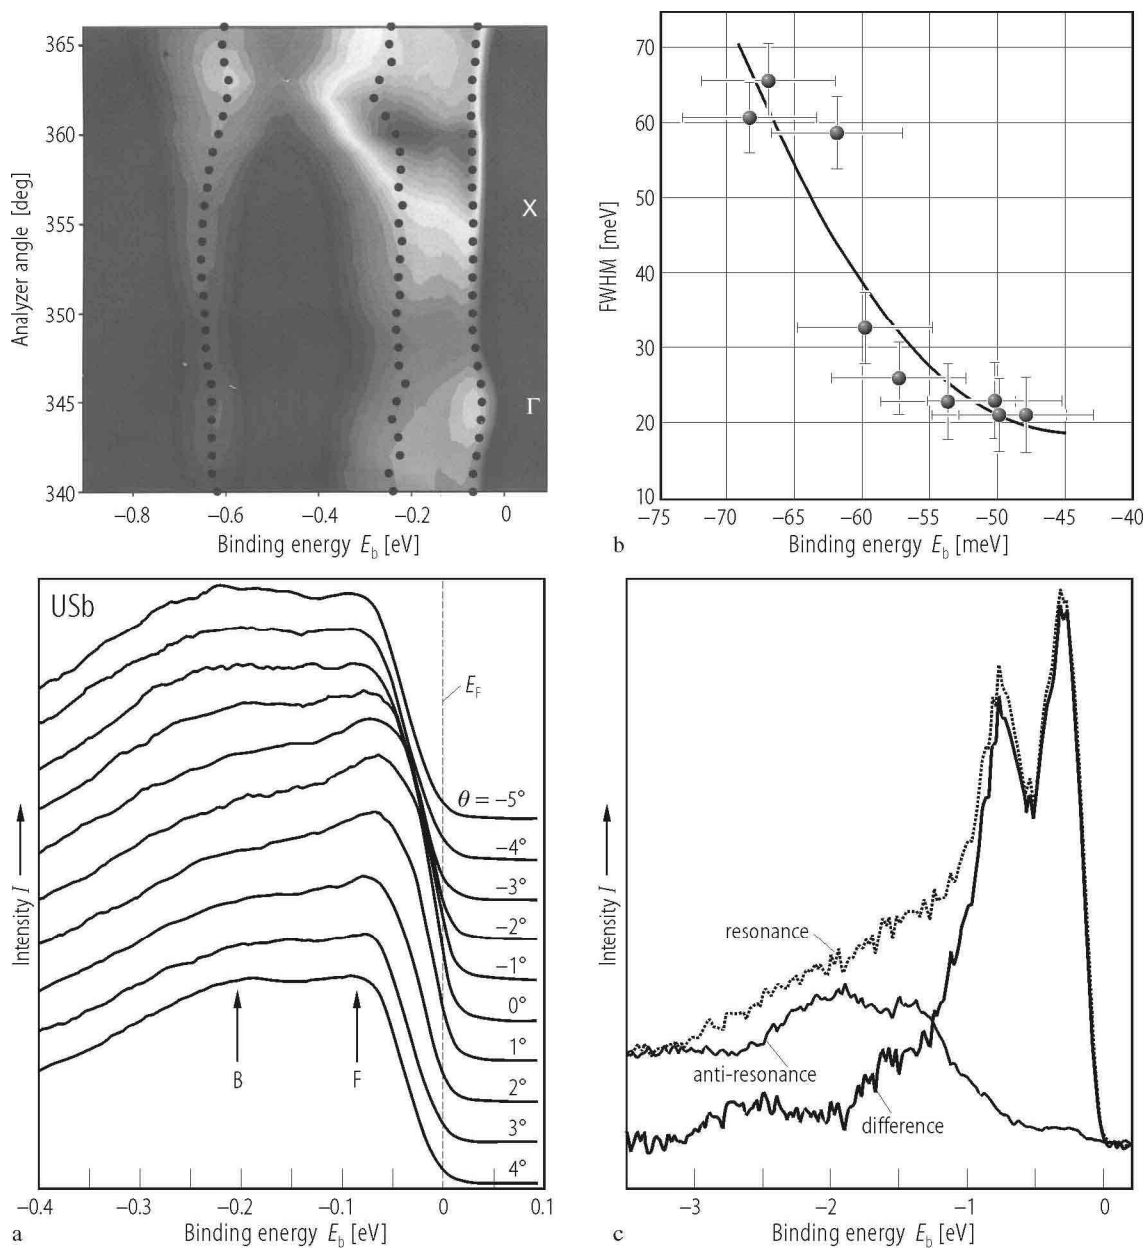 365
360
355
350
345
340
Analyzer angle [deg]
X
Γ
−0.8
−0.6
−0.4
−0.2
0
Binding energy E_b [eV]
70
60
50
40
30
20
10
FWHM [meV]
−75
−70
−65
−60
−55
−50
−45
−40
b
Binding energy E_b [meV]
USb
E_F
θ = −5°
−4°
−3°
−2°
−1°
0°
1°
2°
3°
4°
B
F
Intensity I
−0.4
−0.3
−0.2
−0.1
0
0.1
a
Binding energy E_b [eV]
resonance
anti-resonance
difference
Intensity I
−3
−2
−1
0
Binding energy E_b [eV]
c